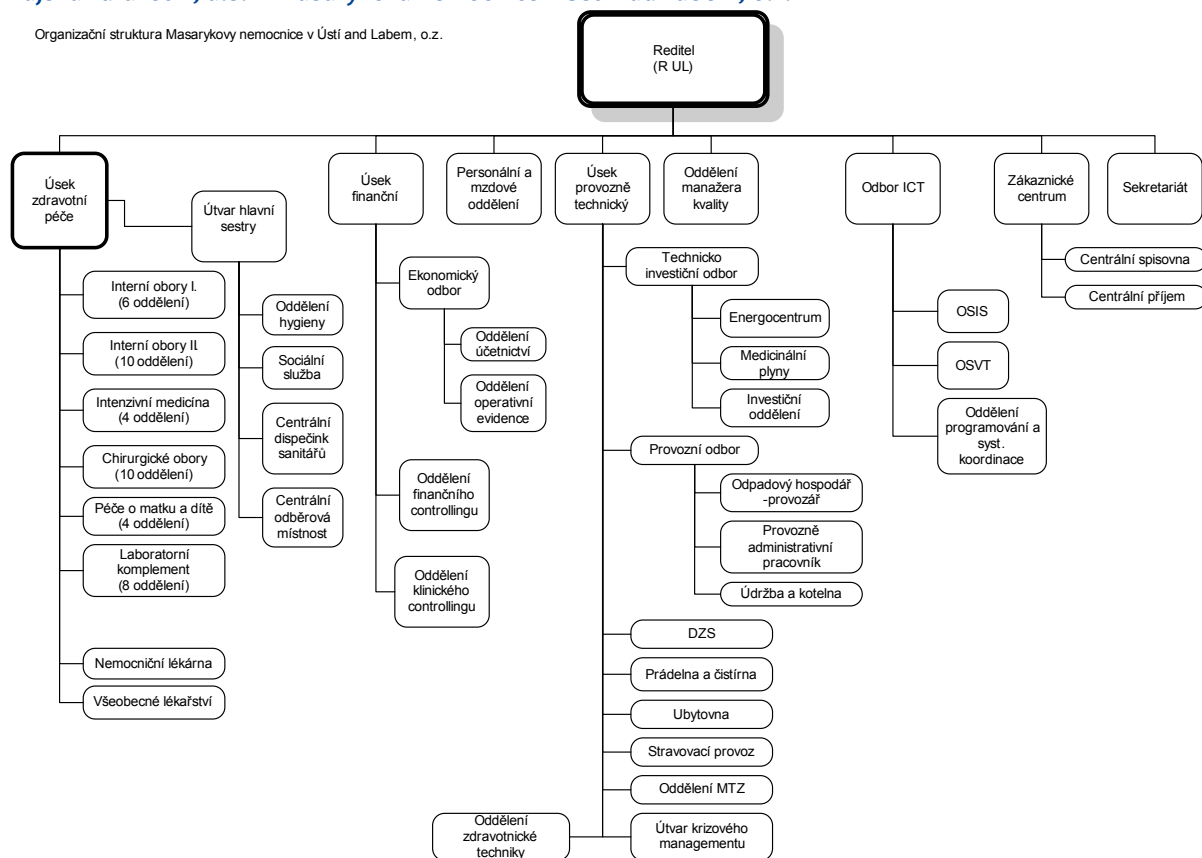 Organizační struktura Masarykovy nemocnice v Ústí and Labem, o.z.
Reditel
(R UL)
Úsek
zdravotní
péče
Útvar hlavní
sestry
Úsek
finanční
Personální a
mzdové
oddělení
Úsek
provozně
technický
Oddělení
manažera
kvality
Odbor ICT
Zákaznické
centrum
Sekretariát
Interní obory I.
(6 oddělení)
Interní obory II.
(10 oddělení)
Intenzivní medicína
(4 oddělení)
Chirurgické obory
(10 oddělení)
Péče o matku a dítě
(4 oddělení)
Laboratorní
komplement
(8 oddělení)
Nemocniční lékárna
Všeobecné lékařství
Oddělení
hygieny
Sociální
služba
Centrální
dispečink
sanitářů
Centrální
odběrová
místnost
Ekonomický
odbor
Oddělení
účetnictví
Oddělení
operativní
evidence
Oddělení
finančního
controllingu
Oddělení
klinického
controllingu
Technicko
investiční odbor
Energocentrum
Medicinální
plyny
Investiční
oddělení
Provozní odbor
Odpadový hospodář
-provozář
Provozně
administrativní
pracovník
Údržba a kotelna
DZS
Prádelna a čistírna
Ubytovna
Stravovací provoz
Oddělení MTZ
Oddělení
zdravotnické
techniky
Útvar krizového
managementu
OSIS
OSVT
Oddělení
programování a
syst.
koordinace
Centrální spisovna
Centrální příjem